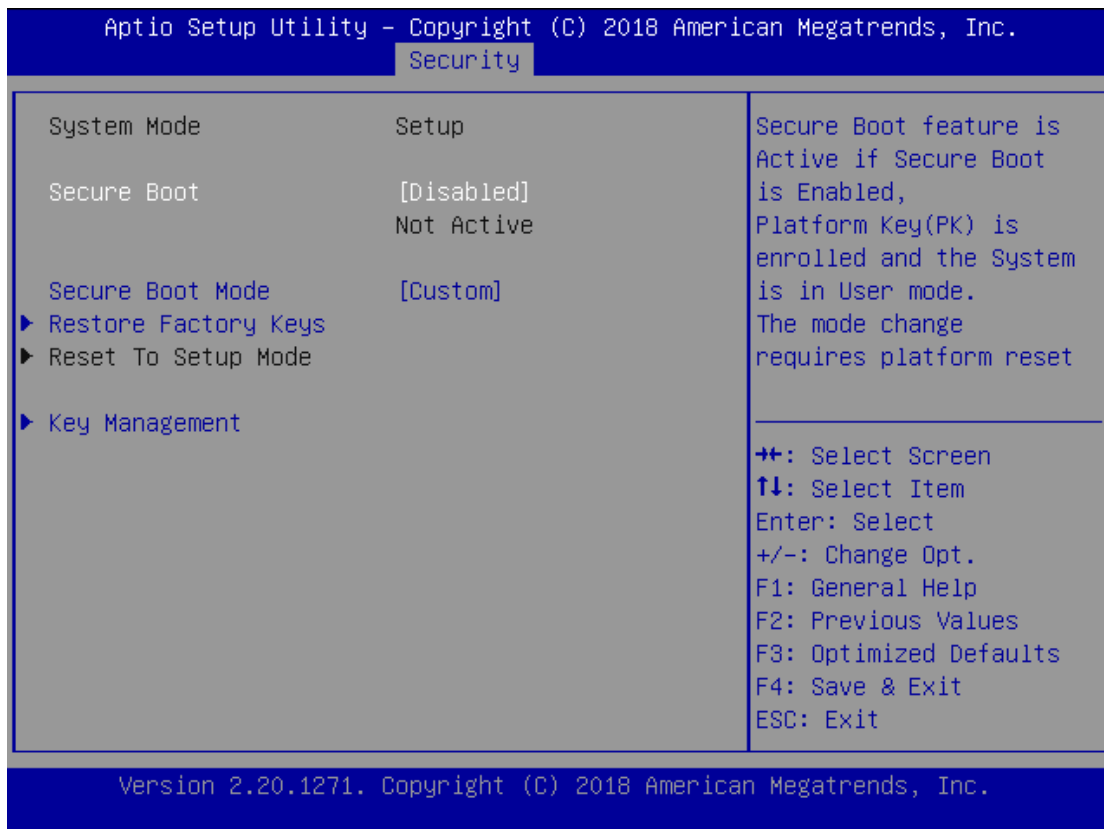 Aptio Setup Utility – Copyright (C) 2018 American Megatrends, Inc.
Security
System Mode Setup
Secure Boot [Disabled]
Not Active
Secure Boot Mode [Custom]
Restore Factory Keys
Reset To Setup Mode
Key Management
Secure Boot feature is
Active if Secure Boot
is Enabled,
Platform Key(PK) is
enrolled and the System
is in User mode.
The mode change
requires platform reset
→←: Select Screen
↑↓: Select Item
Enter: Select
+/-: Change Opt.
F1: General Help
F2: Previous Values
F3: Optimized Defaults
F4: Save & Exit
ESC: Exit
Version 2.20.1271. Copyright (C) 2018 American Megatrends, Inc.